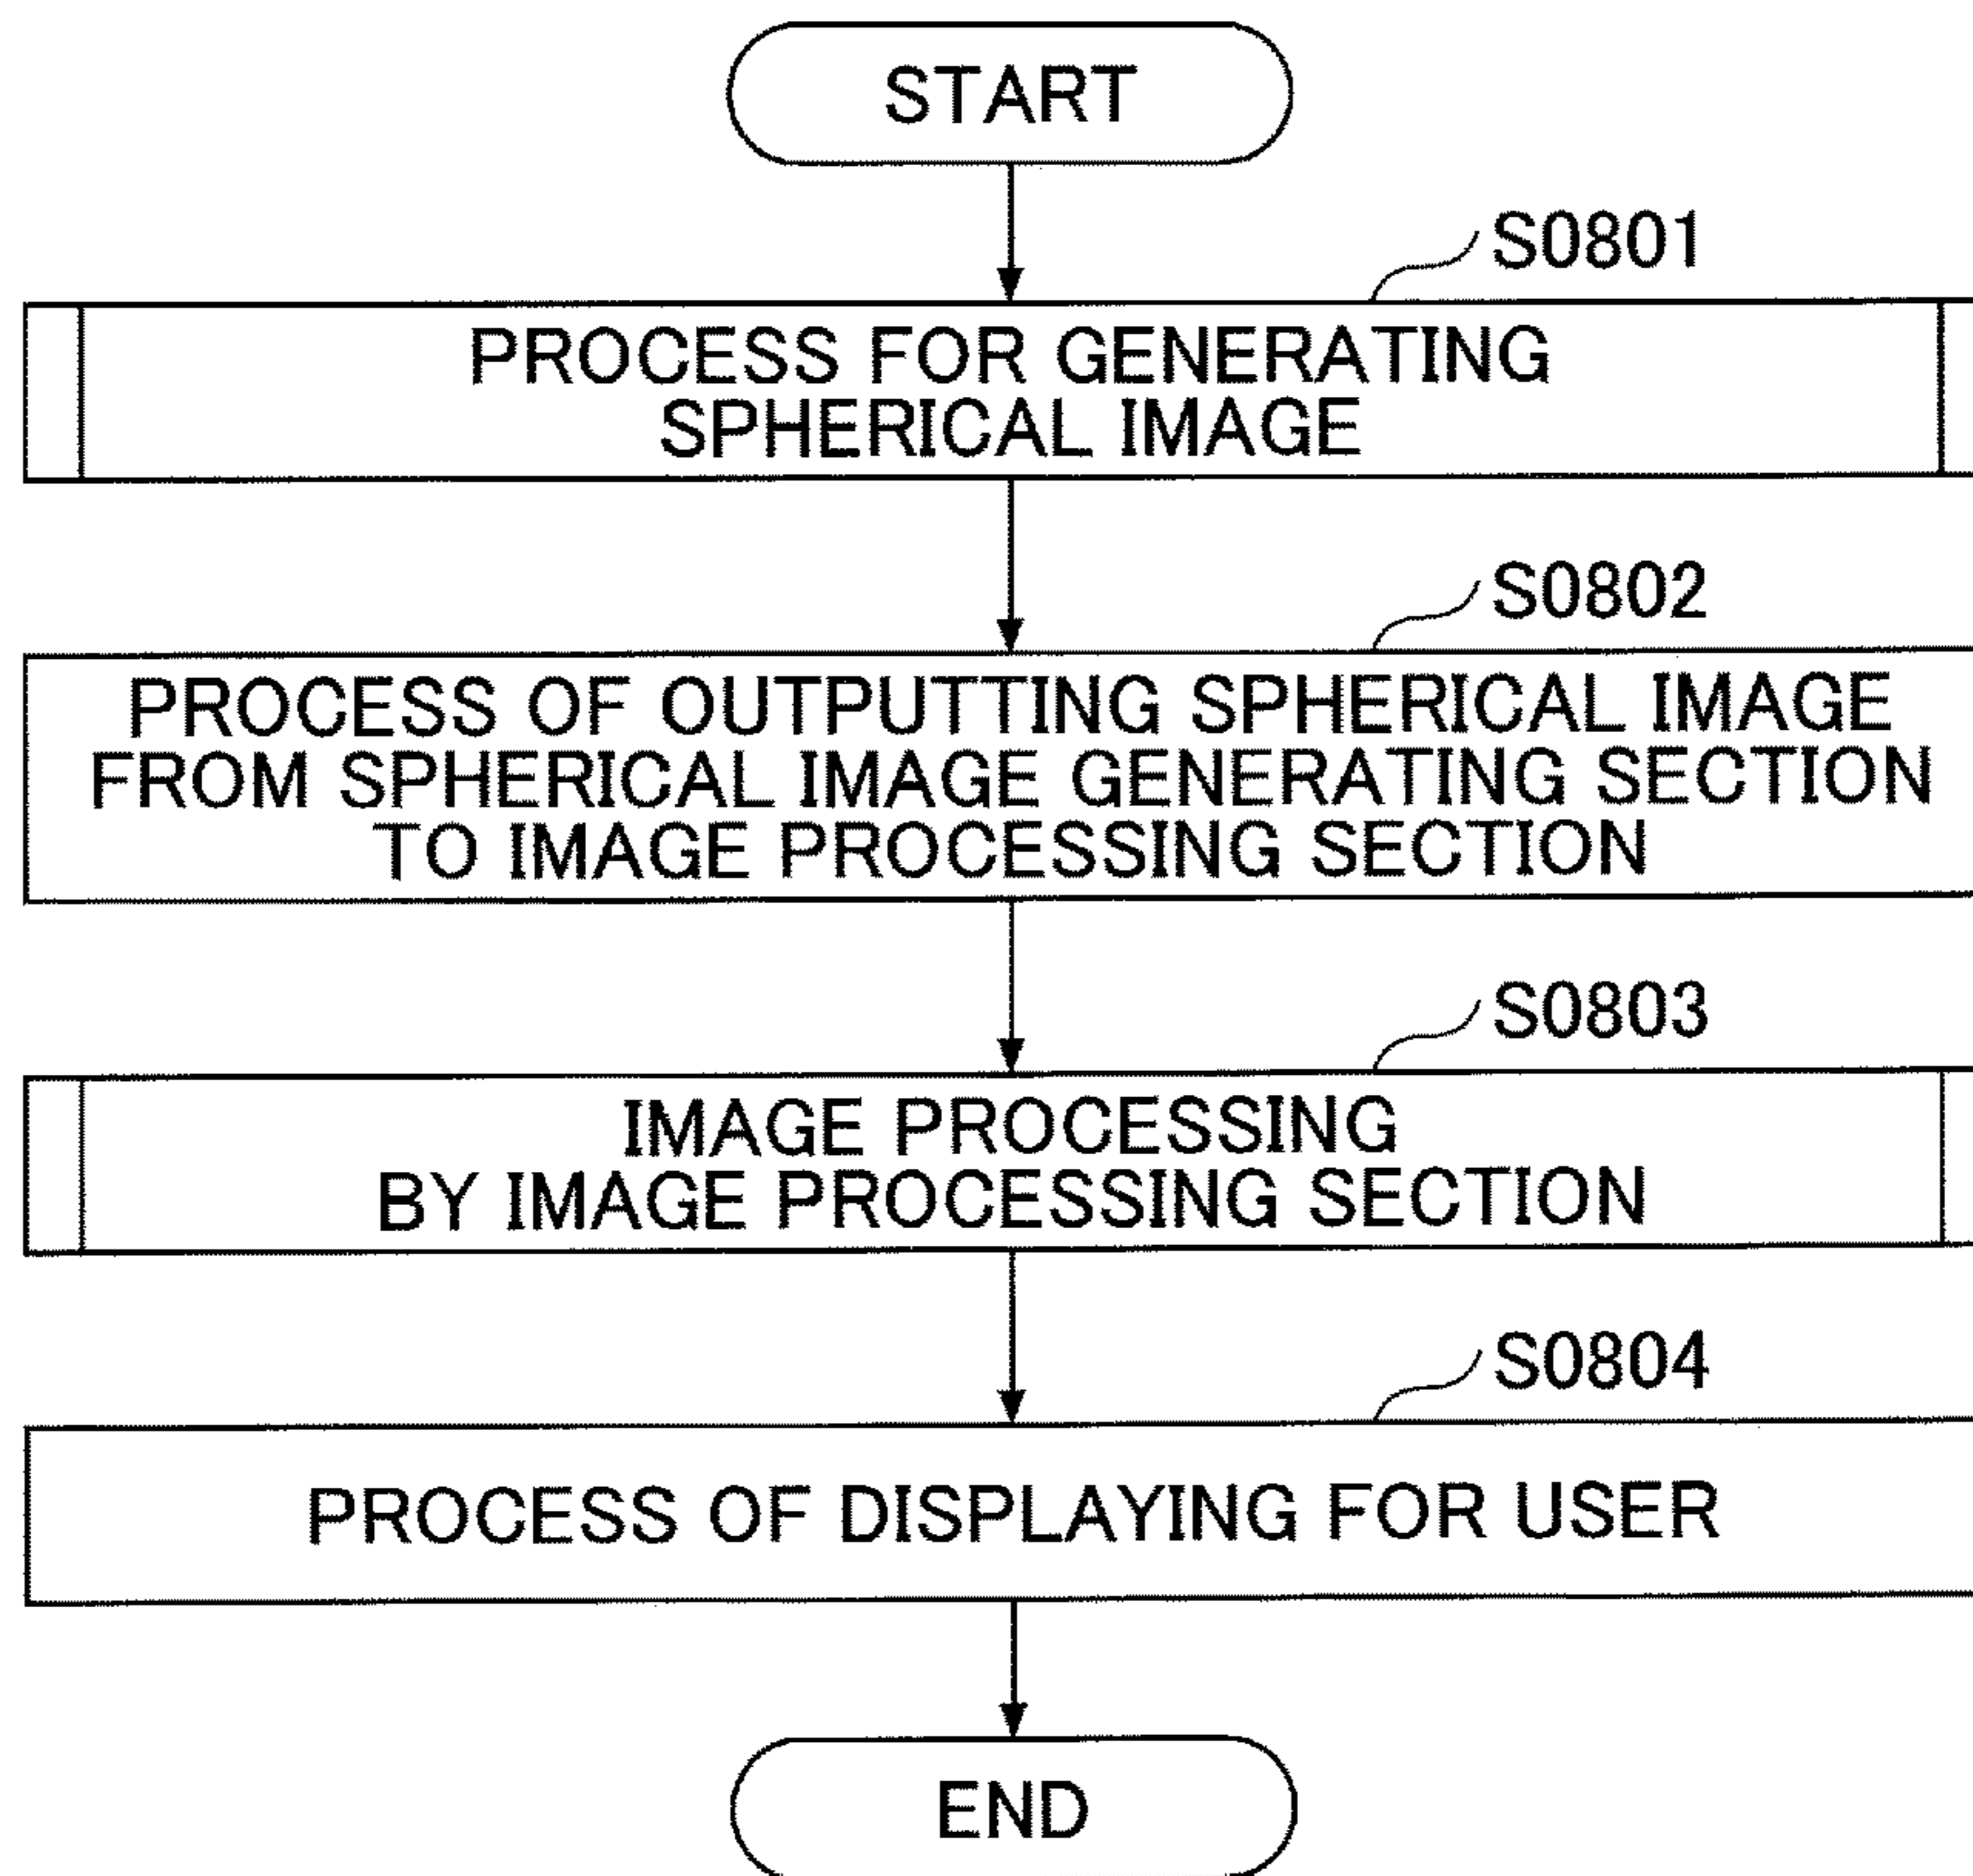 START
S0801
PROCESS FOR GENERATING
SPHERICAL IMAGE
S0802
PROCESS OF OUTPUTTING SPHERICAL IMAGE
FROM SPHERICAL IMAGE GENERATING SECTION
TO IMAGE PROCESSING SECTION
S0803
IMAGE PROCESSING
BY IMAGE PROCESSING SECTION
S0804
PROCESS OF DISPLAYING FOR USER
END